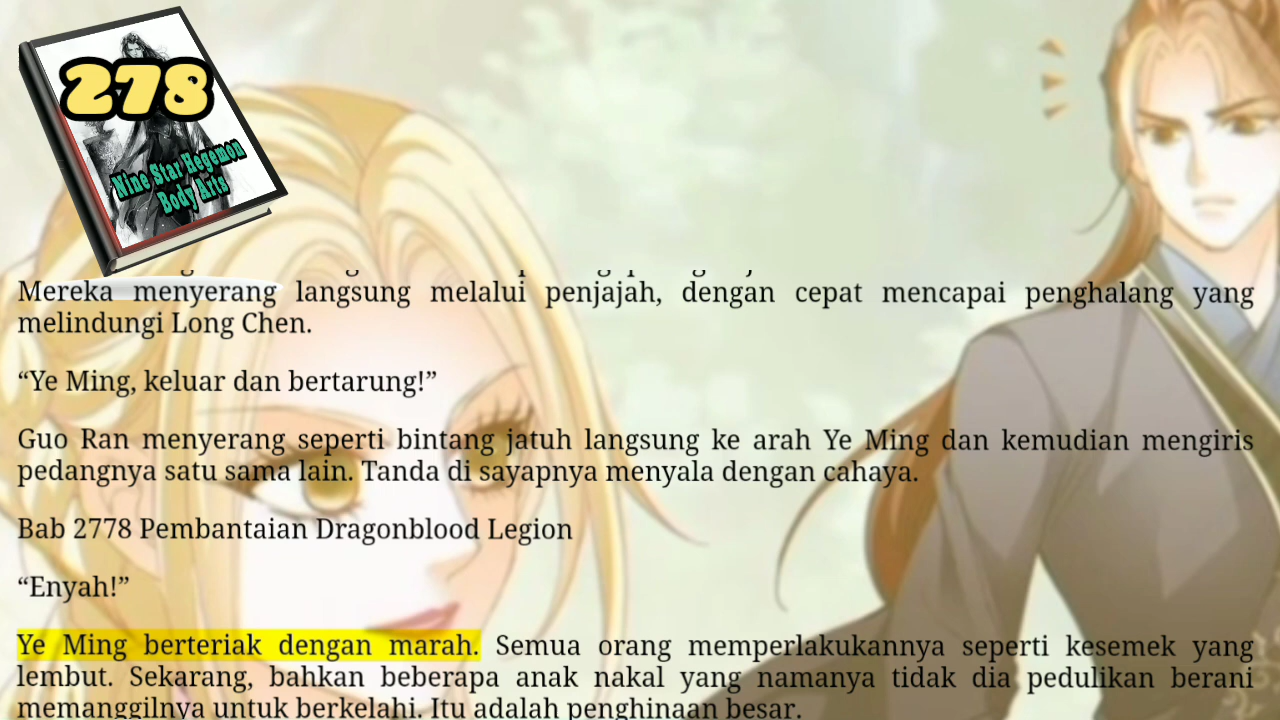 278
Nine Star Hegemon
Body Arts
Mereka menyerang langsung melalui penjajah, dengan cepat mencapai penghalang yang
melindungi Long Chen.
“Ye Ming, keluar dan bertarung!”
Guo Ran menyerang seperti bintang jatuh langsung ke arah Ye Ming dan kemudian mengiris
pedangnya satu sama lain. Tanda di sayapnya menyala dengan cahaya.
Bab 2778 Pembantaian Dragonblood Legion
“Enyah!”
Ye Ming berteriak dengan marah. Semua orang memperlakukannya seperti kesemek yang
lembut. Sekarang, bahkan beberapa anak nakal yang namanya tidak dia pedulikan berani
memanggilnya untuk berkelahi. Itu adalah penghinaan besar.